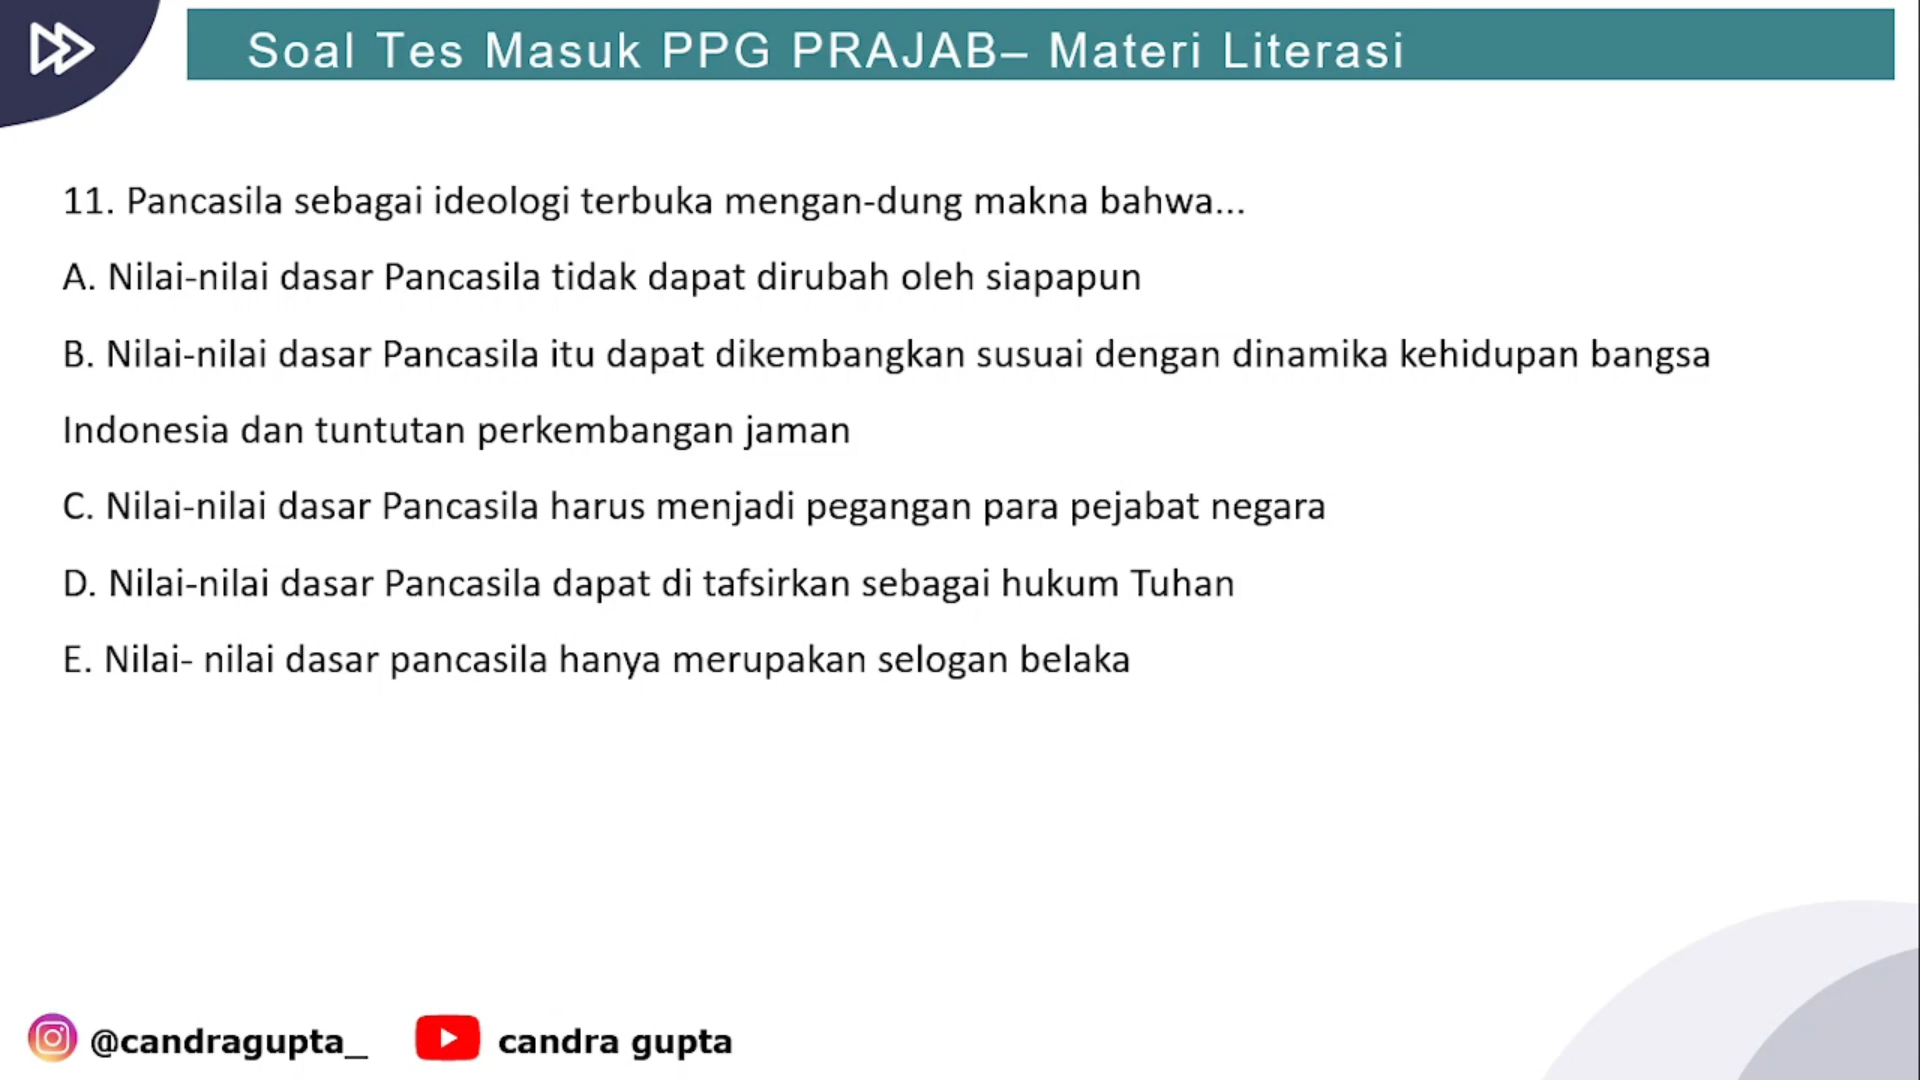 Soal Tes Masuk PPG PRAJAB– Materi Literasi
11. Pancasila sebagai ideologi terbuka mengan-dung makna bahwa...
A. Nilai-nilai dasar Pancasila tidak dapat dirubah oleh siapapun
B. Nilai-nilai dasar Pancasila itu dapat dikembangkan susuai dengan dinamika kehidupan bangsa
Indonesia dan tuntutan perkembangan jaman
C. Nilai-nilai dasar Pancasila harus menjadi pegangan para pejabat negara
D. Nilai-nilai dasar Pancasila dapat di tafsirkan sebagai hukum Tuhan
E. Nilai- nilai dasar pancasila hanya merupakan selogan belaka
@candragupta_ candra gupta